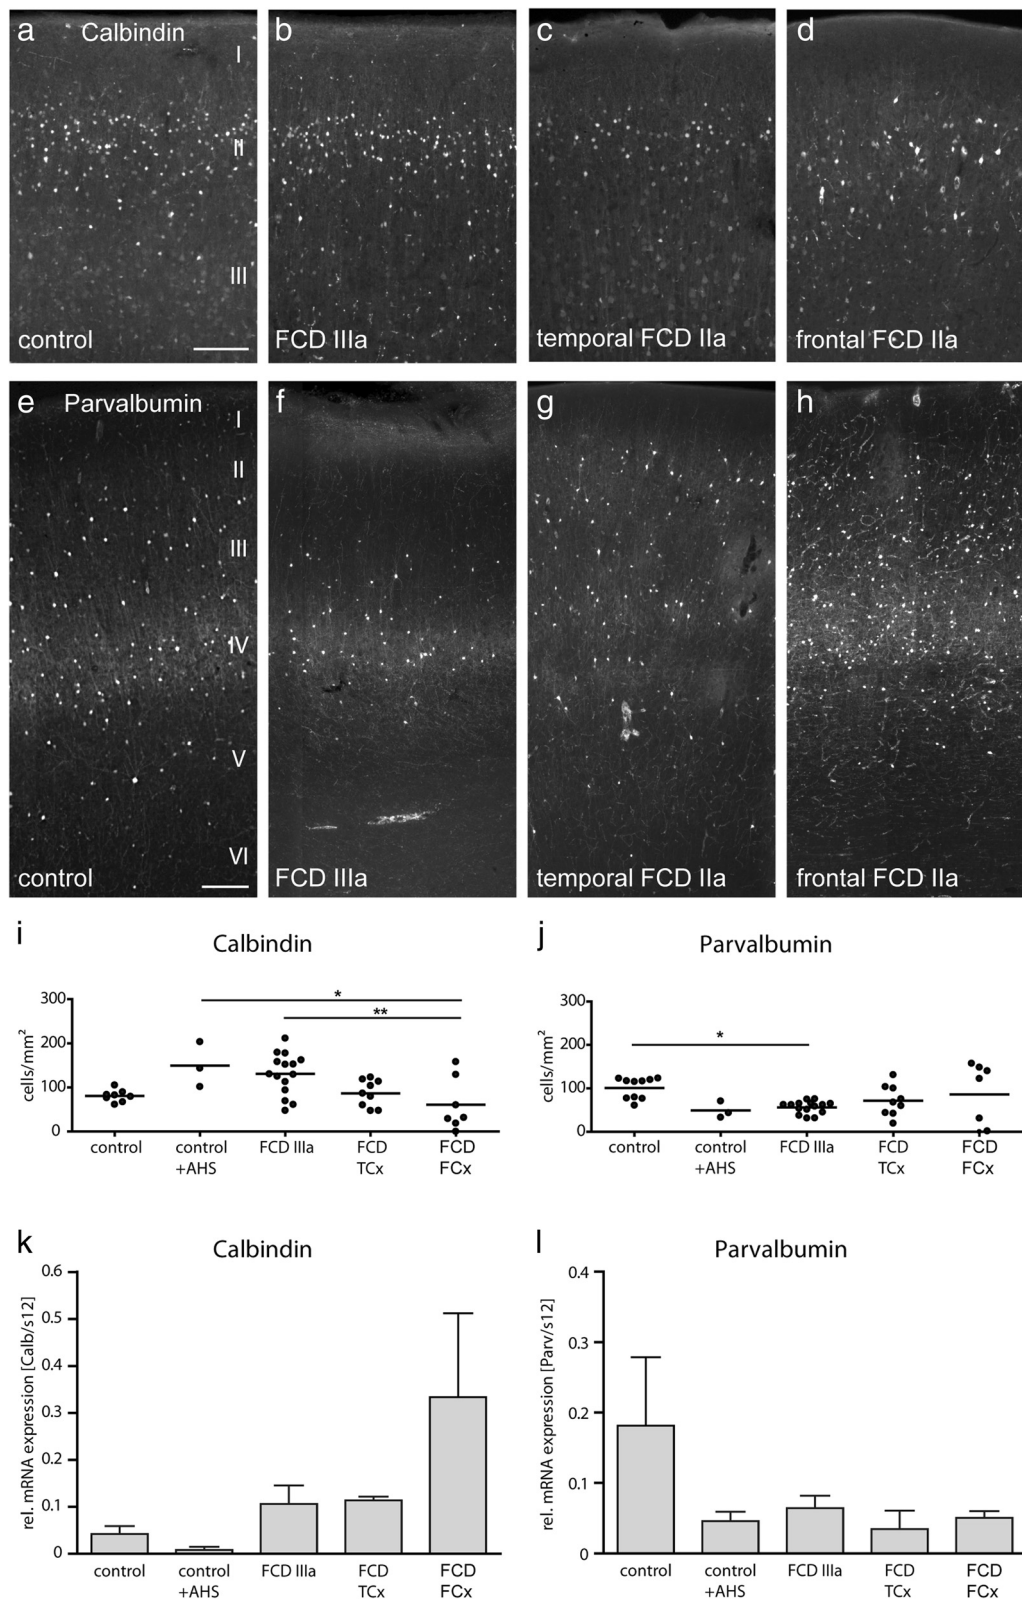 a Calbindin
I
II
III
control
b
FCD IIIa
c
temporal FCD IIa
d
frontal FCD IIa
e Parvalbumin
I
II
III
IV
V
VI
control
f
FCD IIIa
g
temporal FCD IIa
h
frontal FCD IIa
i
Calbindin
cells/mm²
300
200
100
0
*
**
control
control
+AHS
FCD IIIa
FCD
TCx
FCD
FCx
j
Parvalbumin
cells/mm²
300
200
100
0
*
control
control
+AHS
FCD IIIa
FCD
TCx
FCD
FCx
k
Calbindin
rel. mRNA expression [Calb/s12]
0.6
0.5
0.4
0.3
0.2
0.1
0
control
control
+AHS
FCD IIIa
FCD
TCx
FCD
FCx
l
Parvalbumin
rel. mRNA expression [Parv/s12]
0.4
0.3
0.2
0.1
0
control
control
+AHS
FCD IIIa
FCD
TCx
FCD
FCx